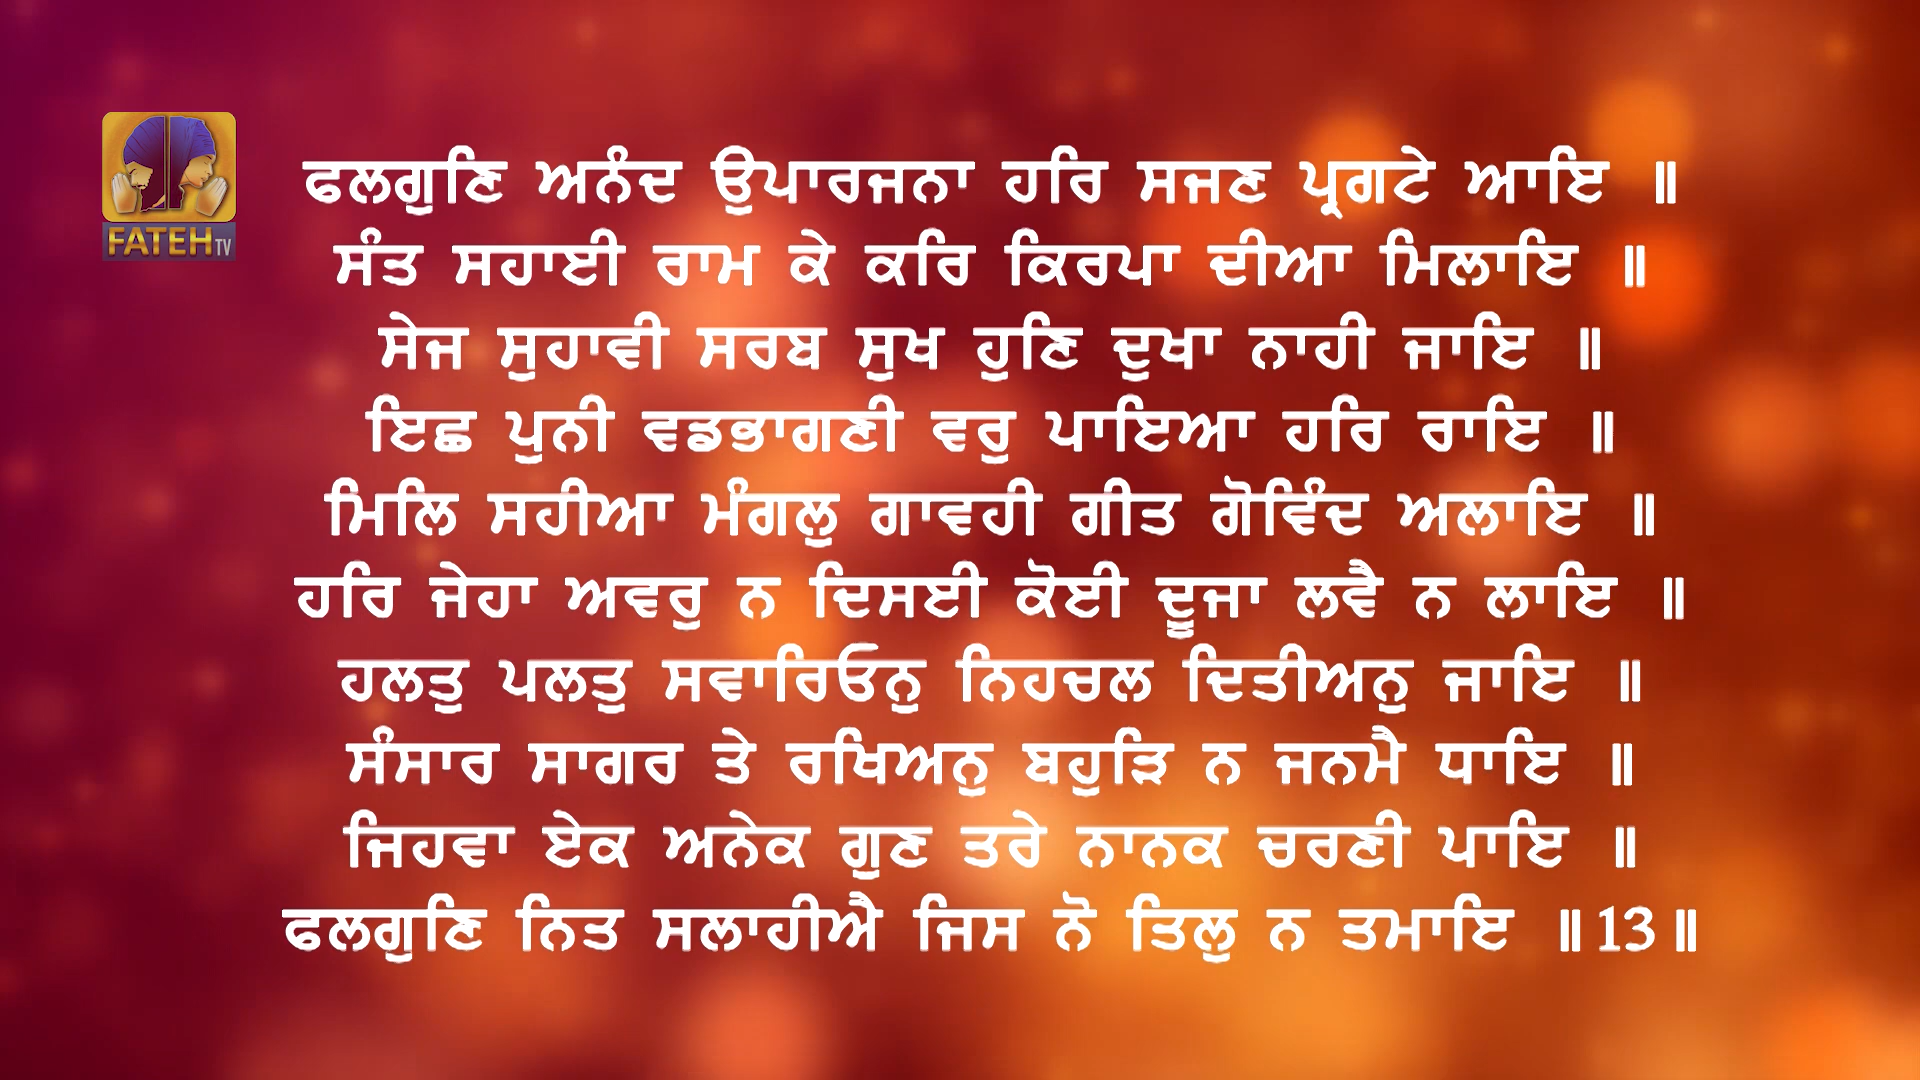 FATEH TV
ਫਲਗੁਣਿ ਅਨੰਦ ਉਪਾਰਜਨਾ ਹਰਿ ਸਜਣ ਪ੍ਰਗਟੇ ਆਇ ॥
ਸੰਤ ਸਹਾਈ ਰਾਮ ਕੇ ਕਰਿ ਕਿਰਪਾ ਦੀਆ ਮਿਲਾਇ ॥
ਸੇਜ ਸੁਹਾਵੀ ਸਰਬ ਸੁਖ ਹੁਣਿ ਦੁਖਾ ਨਾਹੀ ਜਾਇ ॥
ਇਛ ਪੁਨੀ ਵਡਭਾਗਣੀ ਵਰੁ ਪਾਇਆ ਹਰਿ ਰਾਇ ॥
ਮਿਲਿ ਸਹੀਆ ਮੰਗਲੁ ਗਾਵਹੀ ਗੀਤ ਗੋਵਿੰਦ ਅਲਾਇ ॥
ਹਰਿ ਜੇਹਾ ਅਵਰੁ ਨ ਦਿਸਈ ਕੋਈ ਦੂਜਾ ਲਵੈ ਨ ਲਾਇ ॥
ਹਲਤੁ ਪਲਤੁ ਸਵਾਰਿਓਨੁ ਨਿਹਚਲ ਦਿਤੀਅਨੁ ਜਾਇ ॥
ਸੰਸਾਰ ਸਾਗਰ ਤੇ ਰਖਿਅਨੁ ਬਹੁੜਿ ਨ ਜਨਮੈ ਧਾਇ ॥
ਜਿਹਵਾ ਏਕ ਅਨੇਕ ਗੁਣ ਤਰੇ ਨਾਨਕ ਚਰਣੀ ਪਾਇ ॥
ਫਲਗੁਣਿ ਨਿਤ ਸਲਾਹੀਐ ਜਿਸ ਨੋ ਤਿਲੁ ਨ ਤਮਾਇ ॥13॥